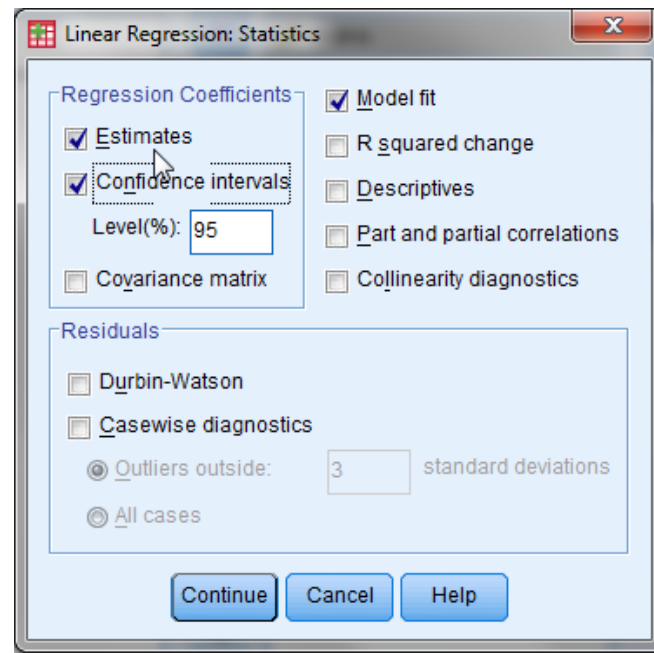 Linear Regression: Statistics
Regression Coefficients
Estimates
Confidence intervals
Level(%): 95
Covariance matrix
Model fit
R squared change
Descriptives
Part and partial correlations
Collinearity diagnostics
Residuals
Durbin-Watson
Casewise diagnostics
Outliers outside: 3 standard deviations
All cases
Continue Cancel Help